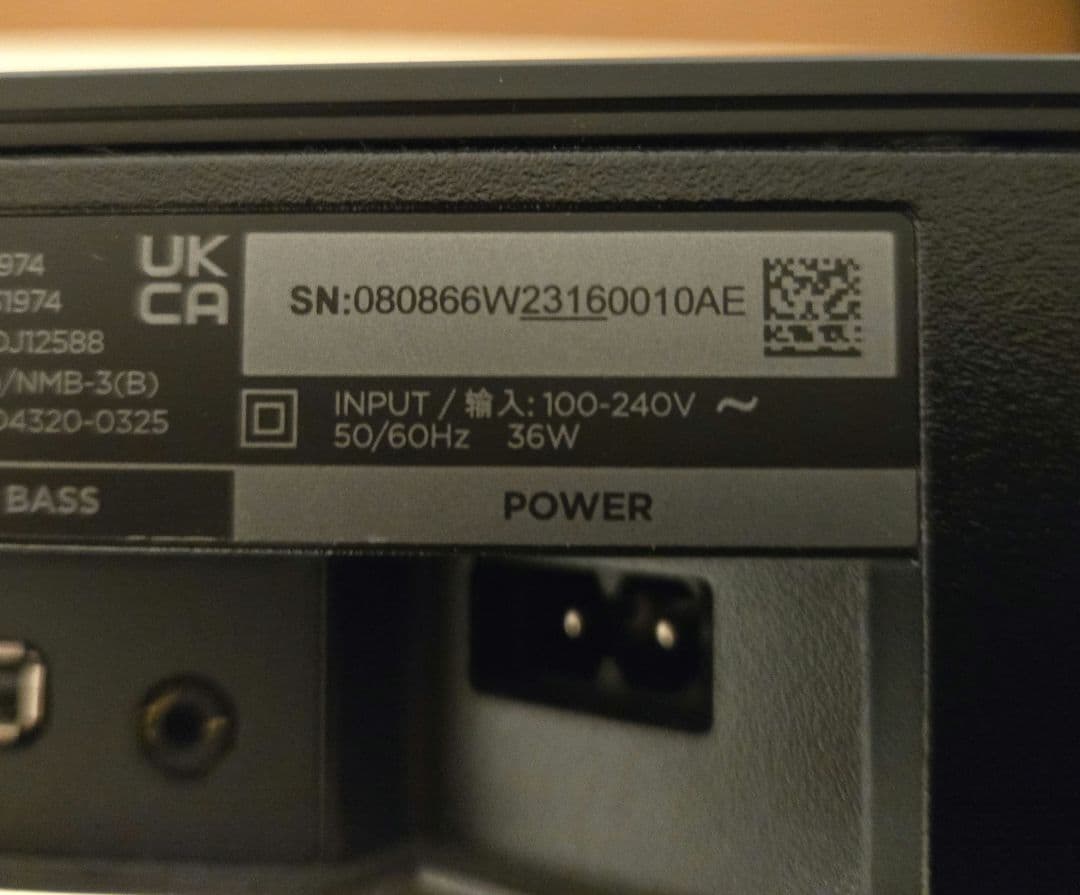 974
51974
DJ12588
/NMB-3(B)
04320-0325
UK
CA
SN:080866W23160010AE
INPUT / 输入: 100-240V ~
50/60Hz 36W
BASS
POWER